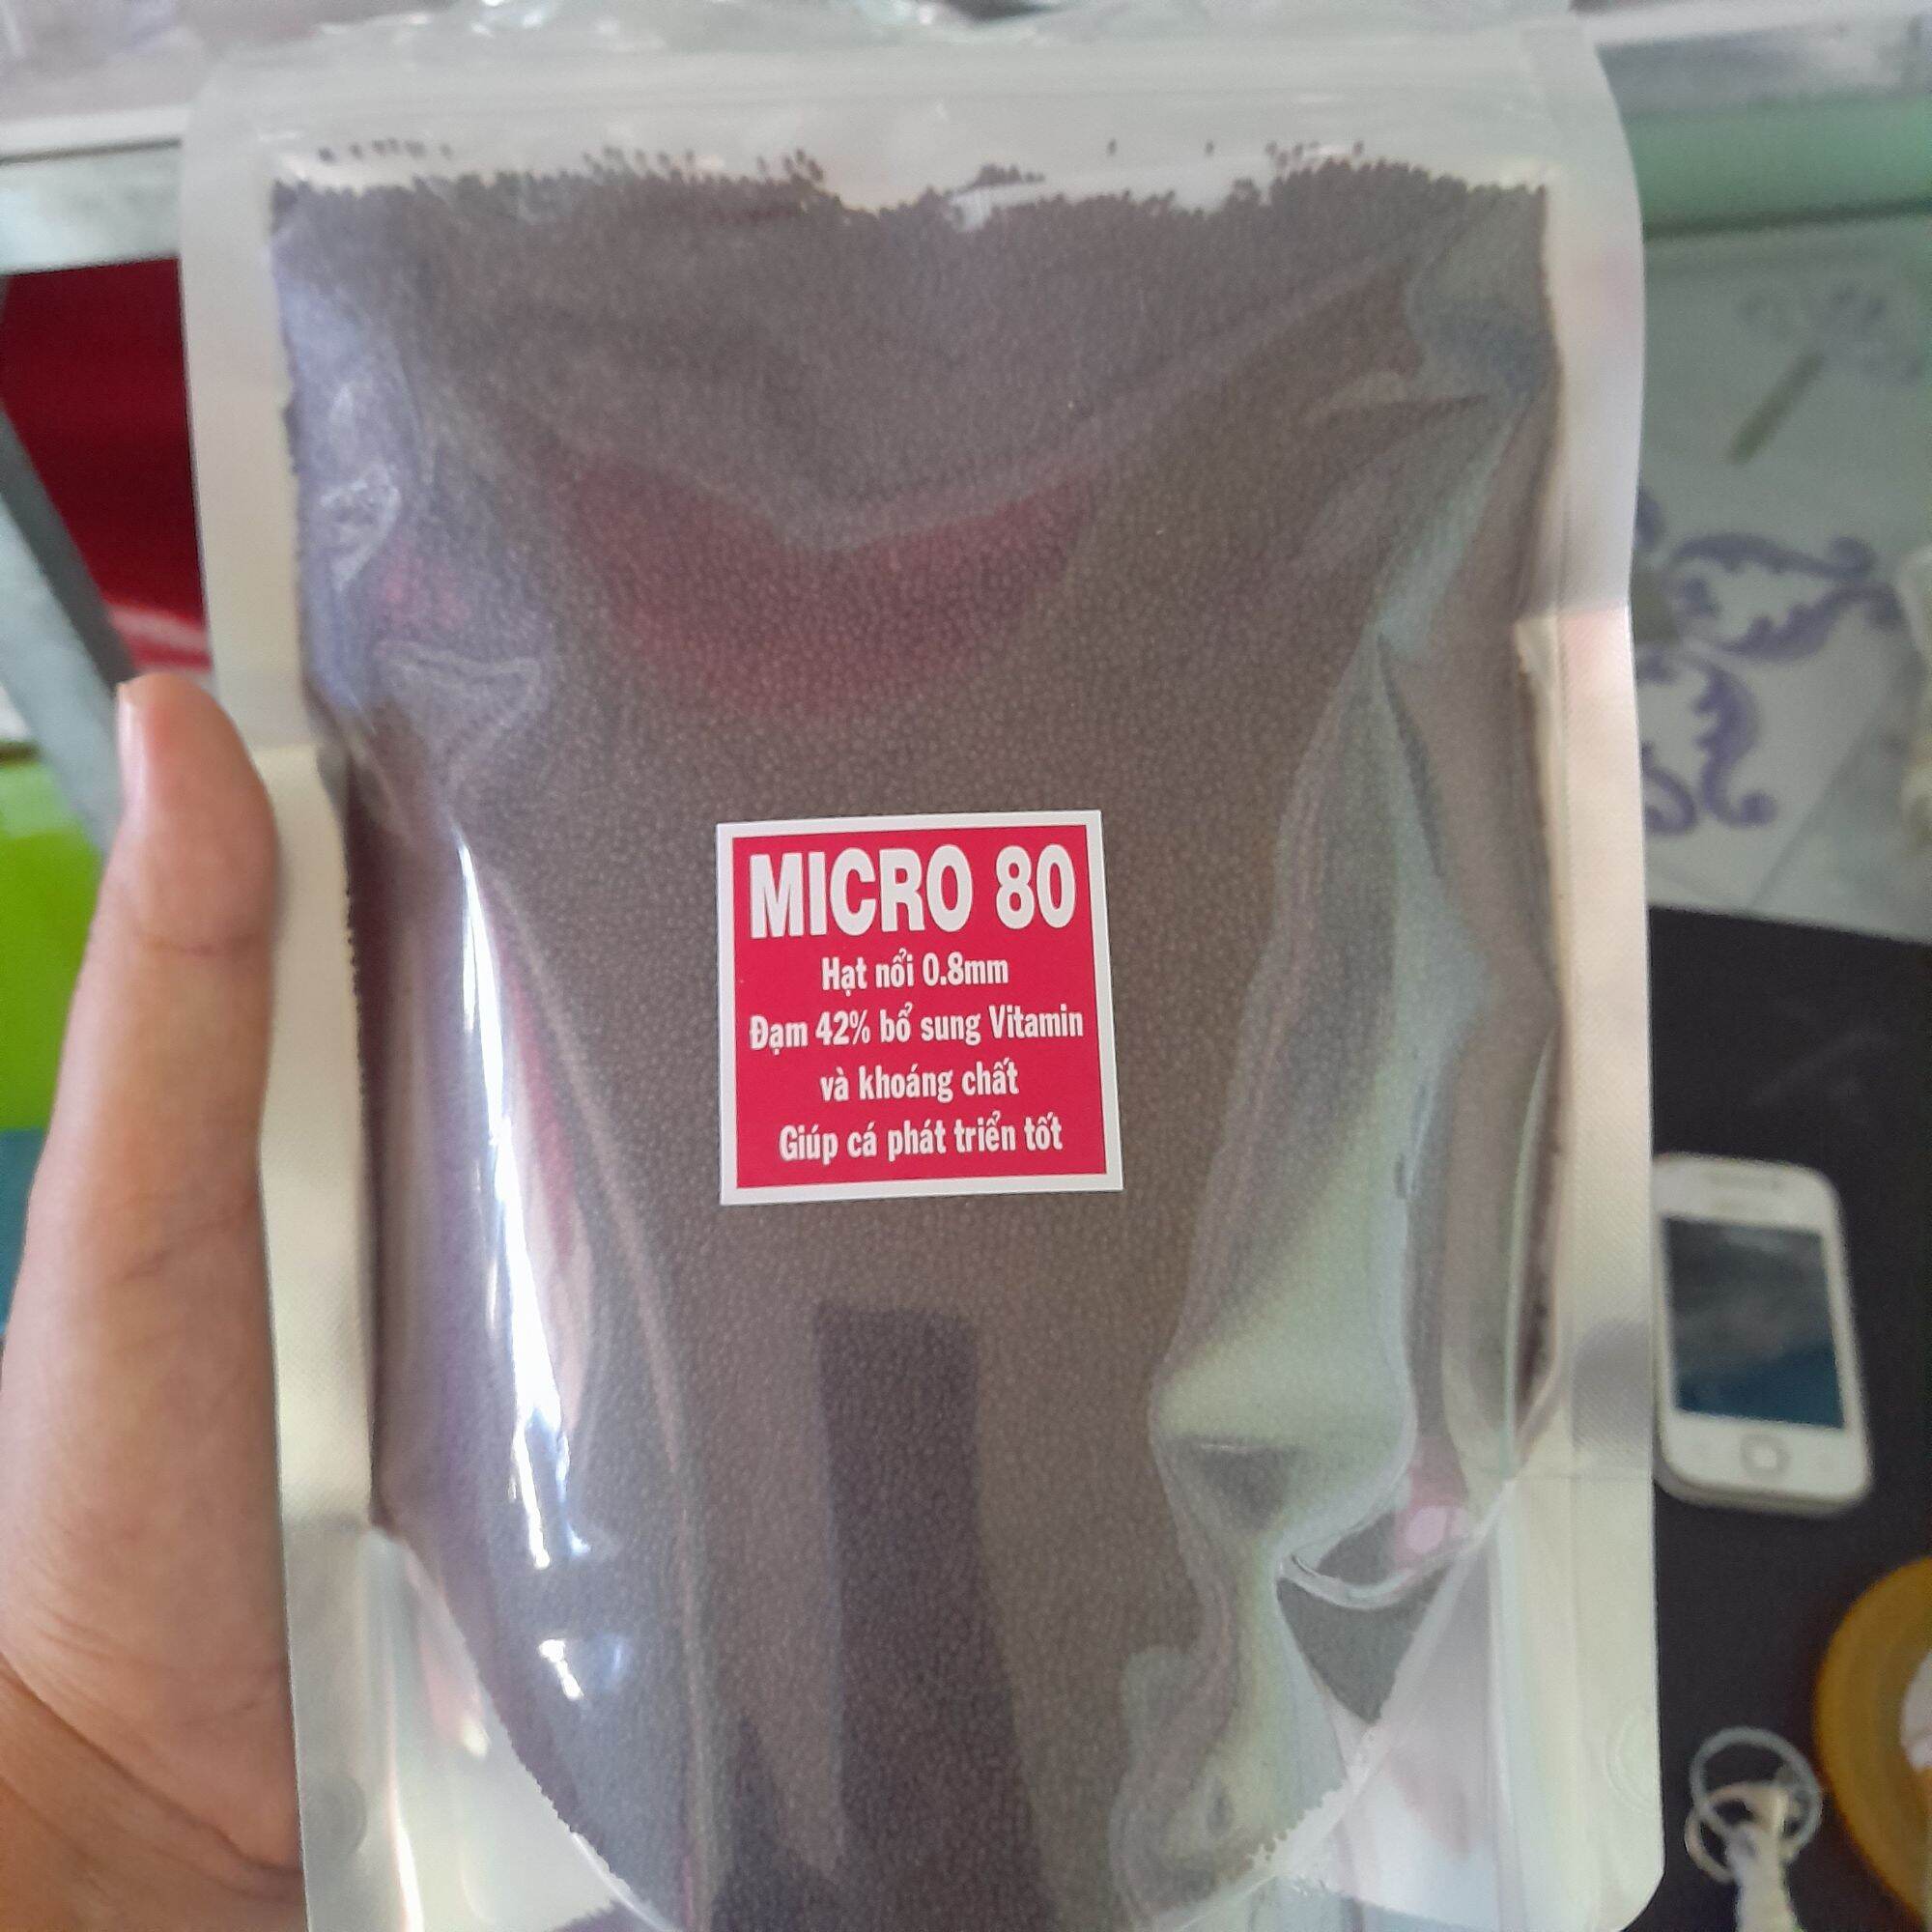 MICRO 80
Hạt nổi 0.8mm
Đạm 42% bổ sung Vitamin
và khoáng chất
Giúp cá phát triển tốt